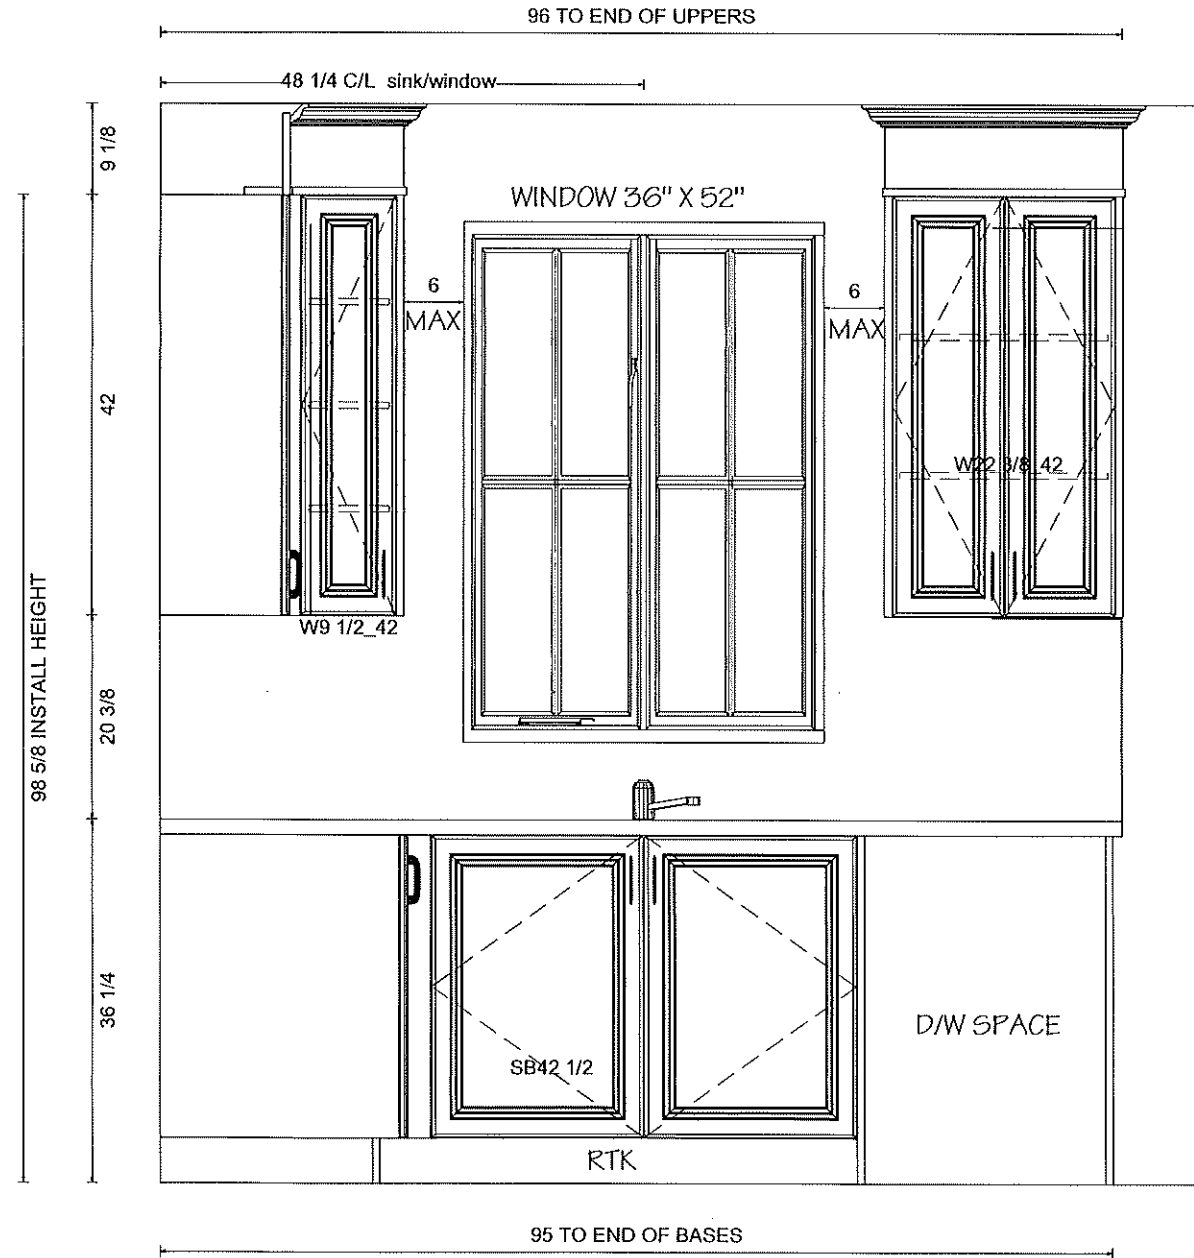 96 TO END OF UPPERS
48 1/4 C/L sink/window
9 1/8
WINDOW 36" X 52"
6
MAX
6
MAX
42
W22 3/8_42
W9 1/2_42
98 5/8 INSTALL HEIGHT
20 3/8
36 1/4
D/W SPACE
SB42 1/2
RTK
95 TO END OF BASES